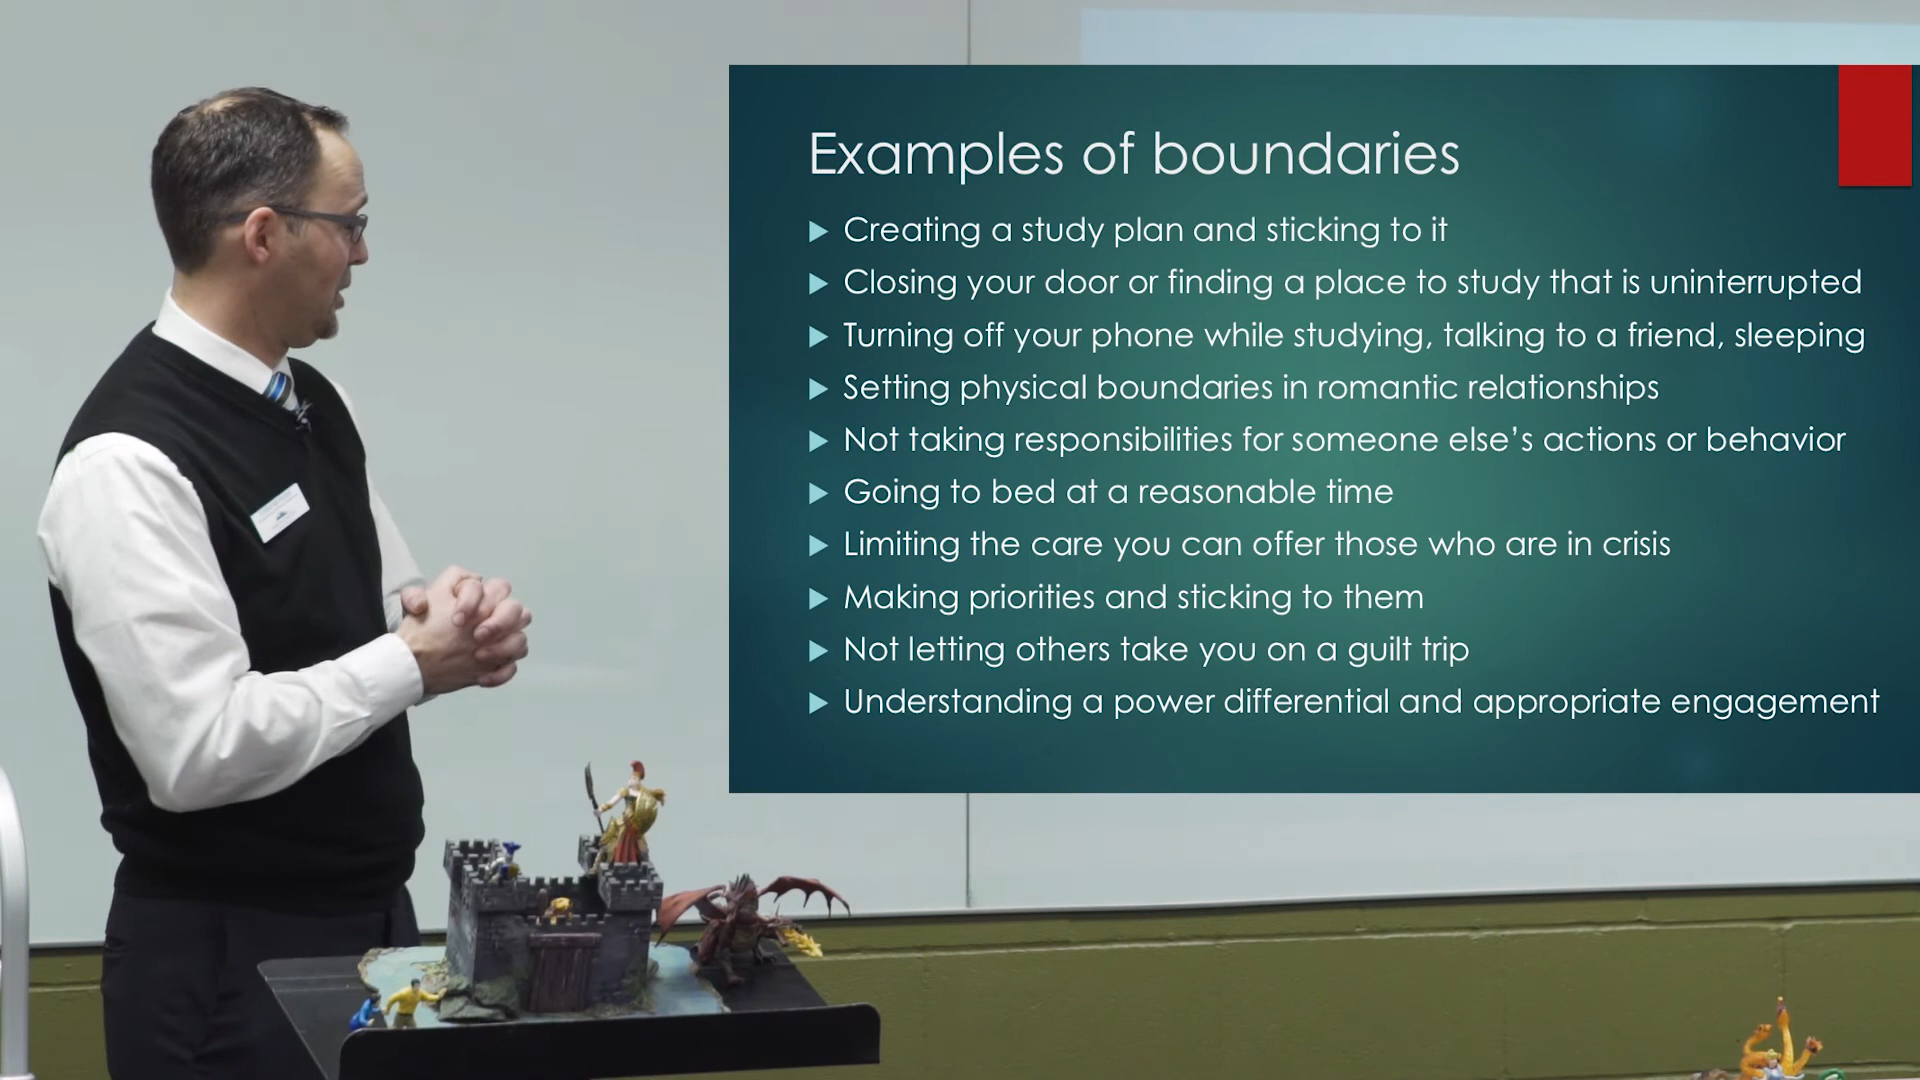 Examples of boundaries
Creating a study plan and sticking to it
Closing your door or finding a place to study that is uninterrupted
Turning off your phone while studying, talking to a friend, sleeping
Setting physical boundaries in romantic relationships
Not taking responsibilities for someone else's actions or behavior
Going to bed at a reasonable time
Limiting the care you can offer those who are in crisis
Making priorities and sticking to them
Not letting others take you on a guilt trip
Understanding a power differential and appropriate engagement